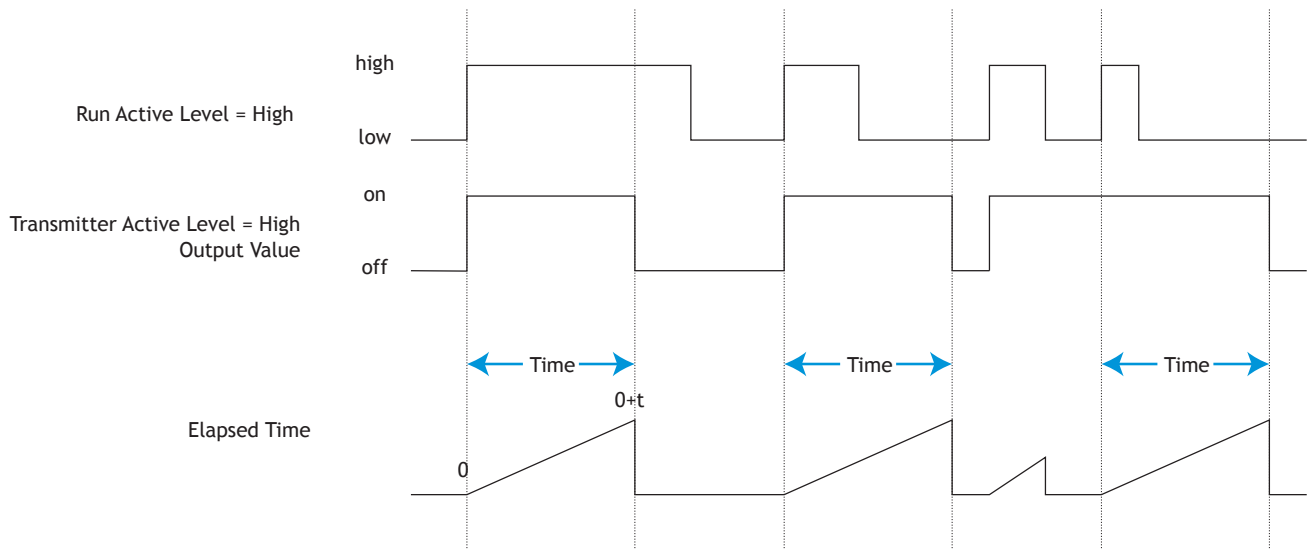 high
Run Active Level = High
low
on
Transmitter Active Level = High
Output Value
off
Time
Time
Time
0+t
Elapsed Time
0